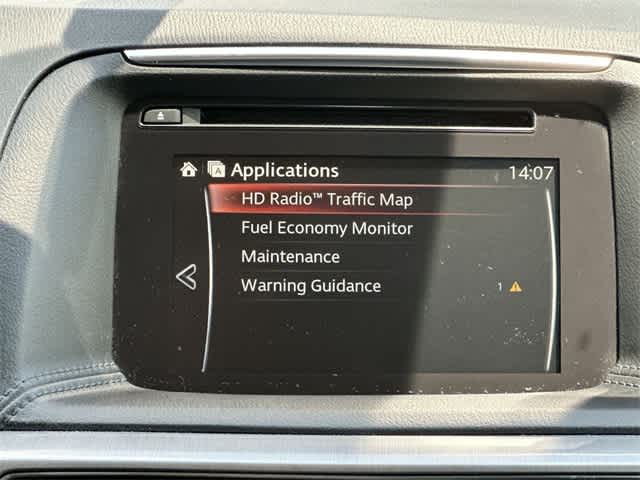 Applications 14:07
HD Radio™ Traffic Map
Fuel Economy Monitor
Maintenance
Warning Guidance 1